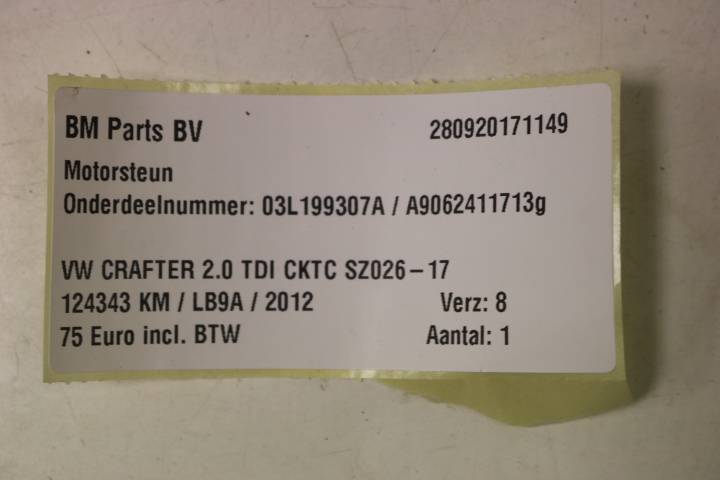 BM Parts BV 280920171149
Motorsteun
Onderdeelnummer: 03L199307A / A9062411713g
VW CRAFTER 2.0 TDI CKTC SZ026-17
124343 KM / LB9A / 2012 Verz: 8
75 Euro incl. BTW Aantal: 1